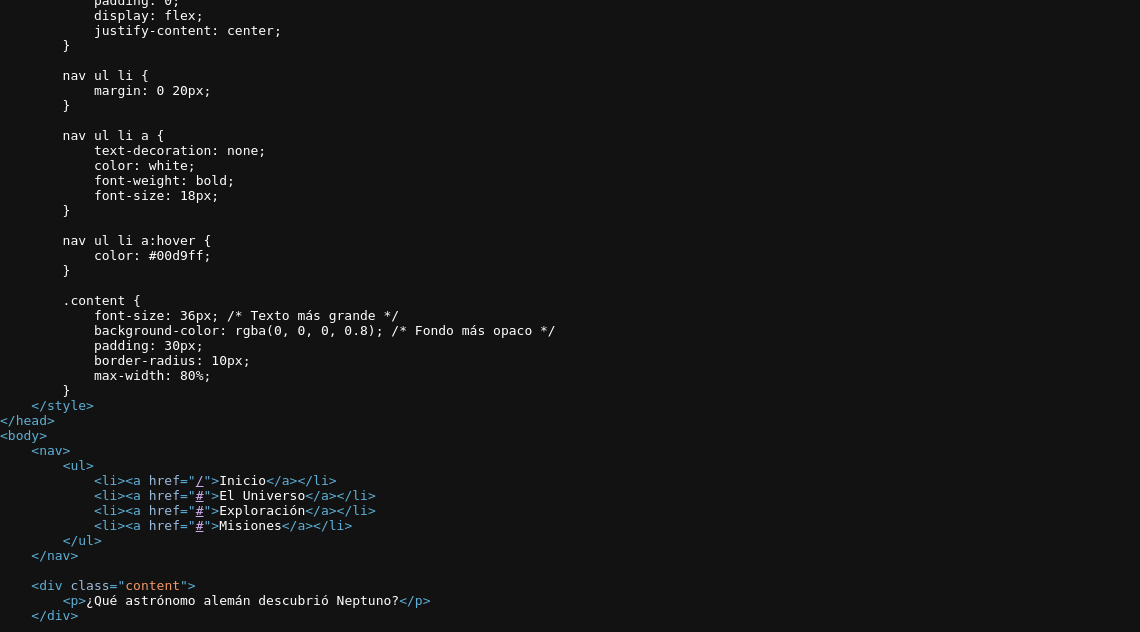 padding: 0;
display: flex;
justify-content: center;
}
nav ul li {
margin: 0 20px;
}
nav ul li a {
text-decoration: none;
color: white;
font-weight: bold;
font-size: 18px;
}
nav ul li a:hover {
color: #00d9ff;
}
.content {
font-size: 36px; /* Texto más grande */
background-color: rgba(0, 0, 0, 0.8); /* Fondo más opaco */
padding: 30px;
border-radius: 10px;
max-width: 80%;
}
</style>
</head>
<body>
<nav>
<ul>
<li><a href="/">Inicio</a></li>
<li><a href="#">El Universo</a></li>
<li><a href="#">Exploración</a></li>
<li><a href="#">Misiones</a></li>
</ul>
</nav>
<div class="content">
<p>¿Qué astrónomo alemán descubrió Neptuno?</p>
</div>